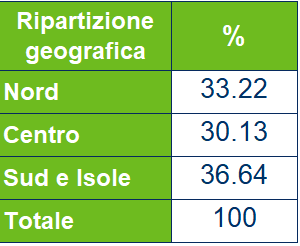 Ripartizione %
geografica
Nord 33.22
Centro 30.13
Sud e Isole 36.64
Totale 100